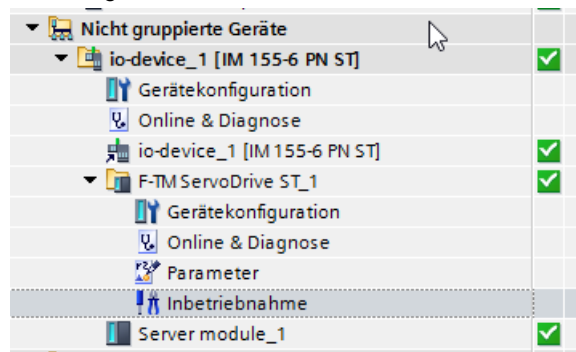 Nicht gruppierte Geräte
io-device_1 [IM 155-6 PN ST]
Gerätekonfiguration
Online & Diagnose
io-device_1 [IM 155-6 PN ST]
F-TM ServoDrive ST_1
Gerätekonfiguration
Online & Diagnose
Parameter
Inbetriebnahme
Server module_1